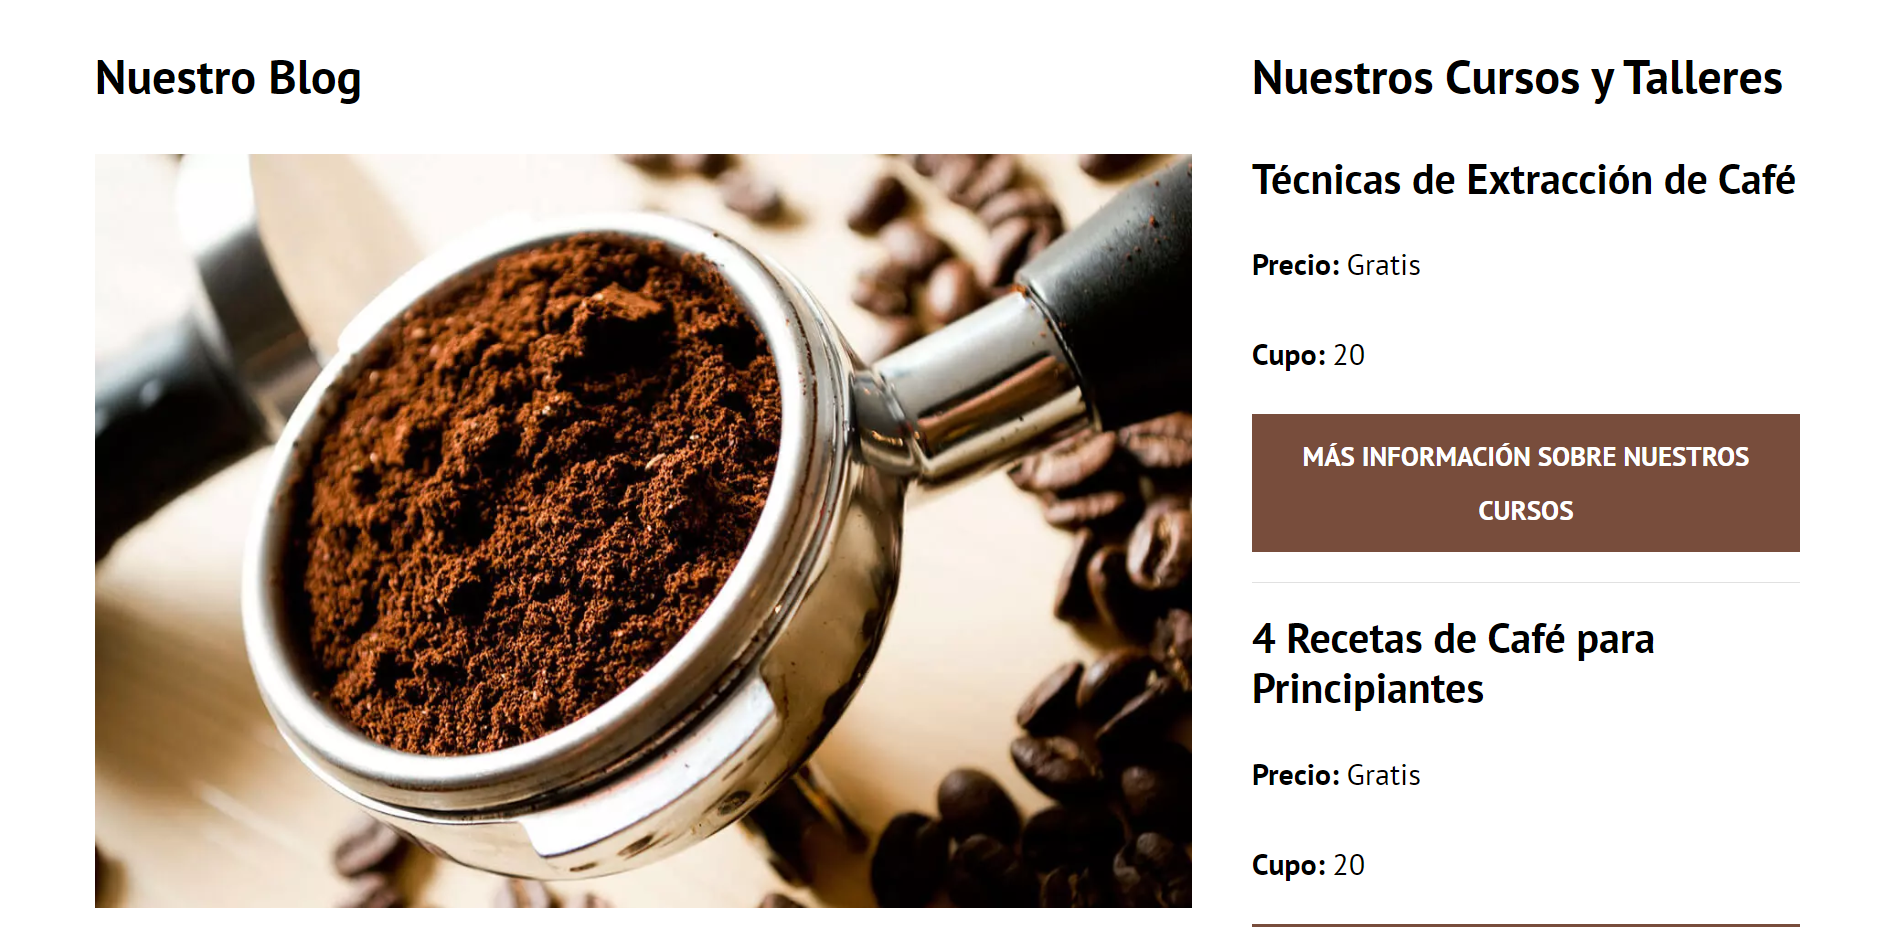 Nuestro Blog
Nuestros Cursos y Talleres
Técnicas de Extracción de Café
Precio: Gratis
Cupo: 20
MÁS INFORMACIÓN SOBRE NUESTROS
CURSOS
4 Recetas de Café para
Principiantes
Precio: Gratis
Cupo: 20